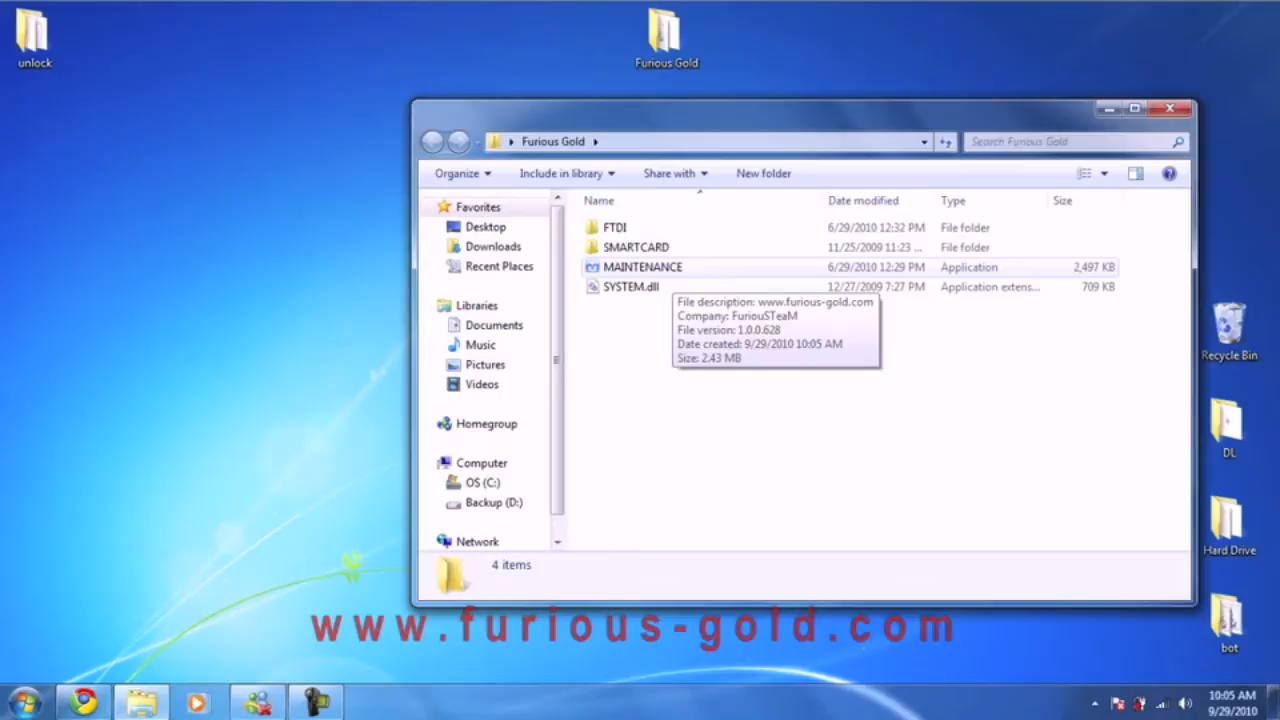 unlock
Furious Gold
Furious Gold
Search Furious Gold
Organize
Include in library
Share with
New folder
Name
Date modified
Type
Size
Favorites
Desktop
Downloads
Recent Places
Libraries
Documents
Music
Pictures
Videos
Homegroup
Computer
OS (C:)
Backup (D:)
Network
FTDI 6/29/2010 12:32 PM File folder
SMARTCARD 11/25/2009 11:23 ... File folder
MAINTENANCE 6/29/2010 12:29 PM Application 2,497 KB
SYSTEM.dll 12/27/2009 7:27 PM Application extens... 709 KB
File description: www.furious-gold.com
Company: FuriouSTeaM
File version: 1.0.0.628
Date created: 9/29/2010 10:05 AM
Size: 2.43 MB
4 items
Recycle Bin
DL
Hard Drive
bot
www.furious-gold.com
10:05 AM
9/29/2010